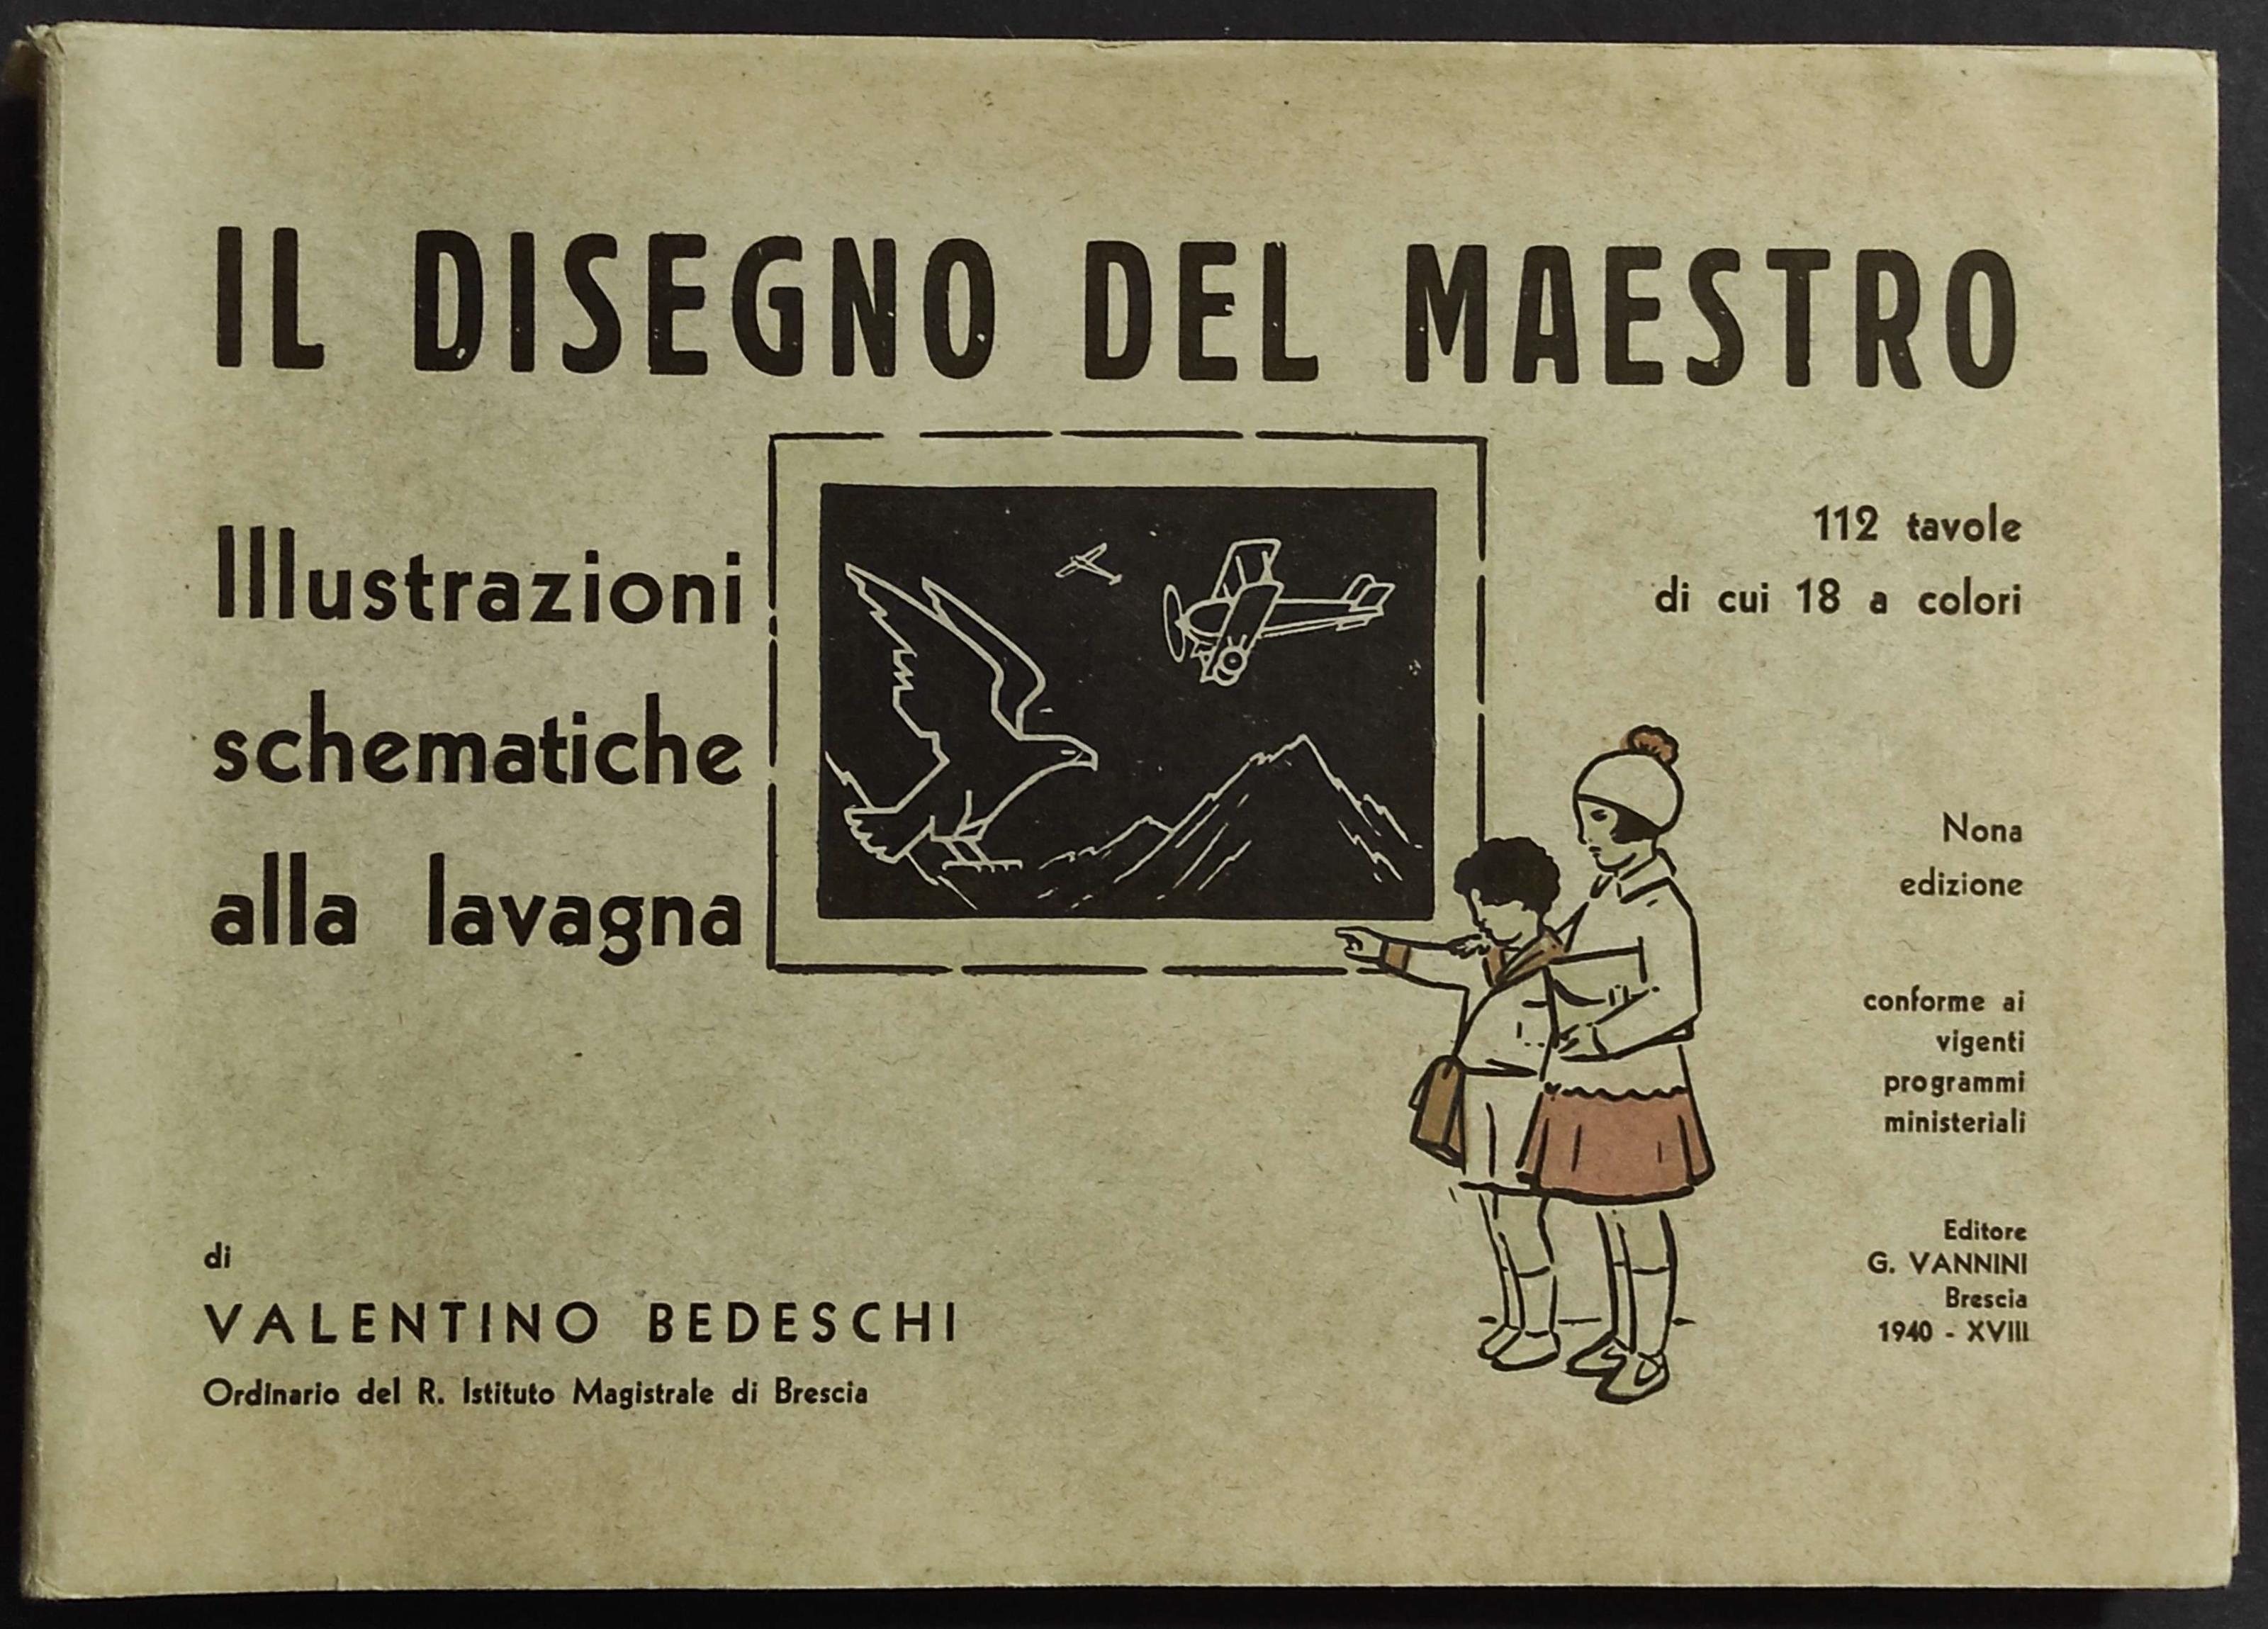 IL DISEGNO DEL MAESTRO
Illustrazioni
schematiche
alla lavagna
112 tavole
di cui 18 a colori
Nona
edizione
conforme ai
vigenti
programmi
ministeriali
di
VALENTINO BEDESCHI
Ordinario del R. Istituto Magistrale di Brescia
Editore
G. VANNINI
Brescia
1940 - XVIII